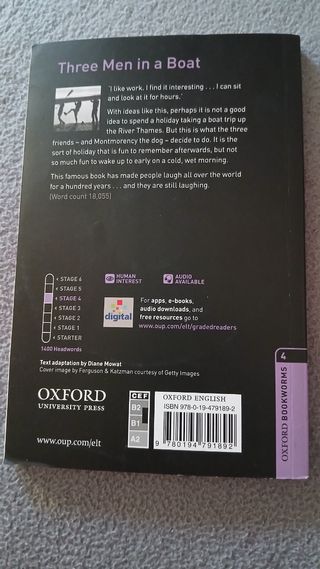 Three Men in a Boat
'I like work. I find it interesting . . . I can sit
and look at it for hours.'
With ideas like this, perhaps it is not a good
idea to spend a holiday taking a boat trip up
the River Thames. But this is what the three
friends – and Montmorency the dog – decide to do. It is the
sort of holiday that is fun to remember afterwards, but not
so much fun to wake up to early on a cold, wet morning.
This famous book has made people laugh all over the world
for a hundred years . . . and they are still laughing.
[Word count 18,055]
STAGE 6
STAGE 5
STAGE 4
STAGE 3
STAGE 2
STAGE 1
STARTER
1400 Headwords
HUMAN
INTEREST
AUDIO
AVAILABLE
digital
For apps, e-books,
audio downloads, and
free resources go to
www.oup.com/elt/gradedreaders
Text adaptation by Diane Mowat
Cover image by Ferguson & Katzman courtesy of Getty Images
OXFORD
UNIVERSITY PRESS
www.oup.com/elt
CEF
B2
B1
A2
OXFORD ENGLISH
ISBN 978-0-19-479189-2
9 780194 791892
4
OXFORD BOOKWORMS